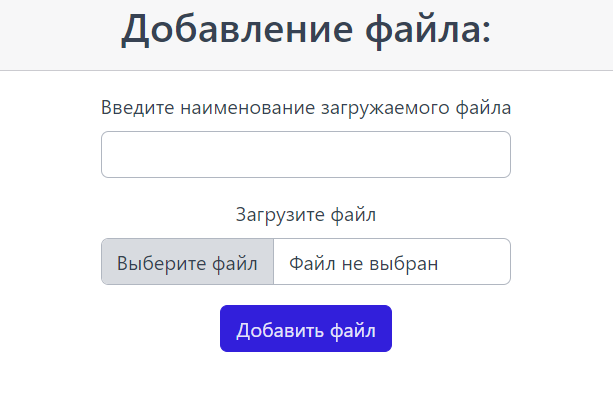 Добавление файла:
Введите наименование загружаемого файла
Загрузите файл
Выберите файл Файл не выбран
Добавить файл